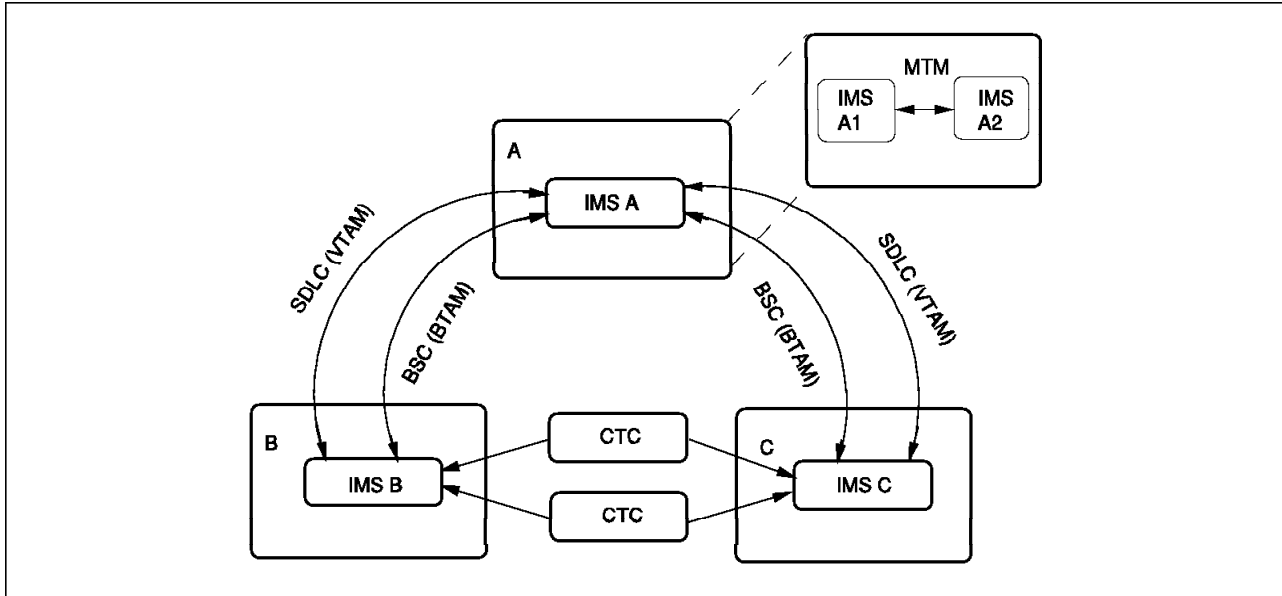 MTM
IMS
A1
IMS
A2
A
IMS A
SDLC (VTAM)
BSC (BTAM)
BSC (BTAM)
SDLC (VTAM)
B
IMS B
CTC
CTC
C
IMS C